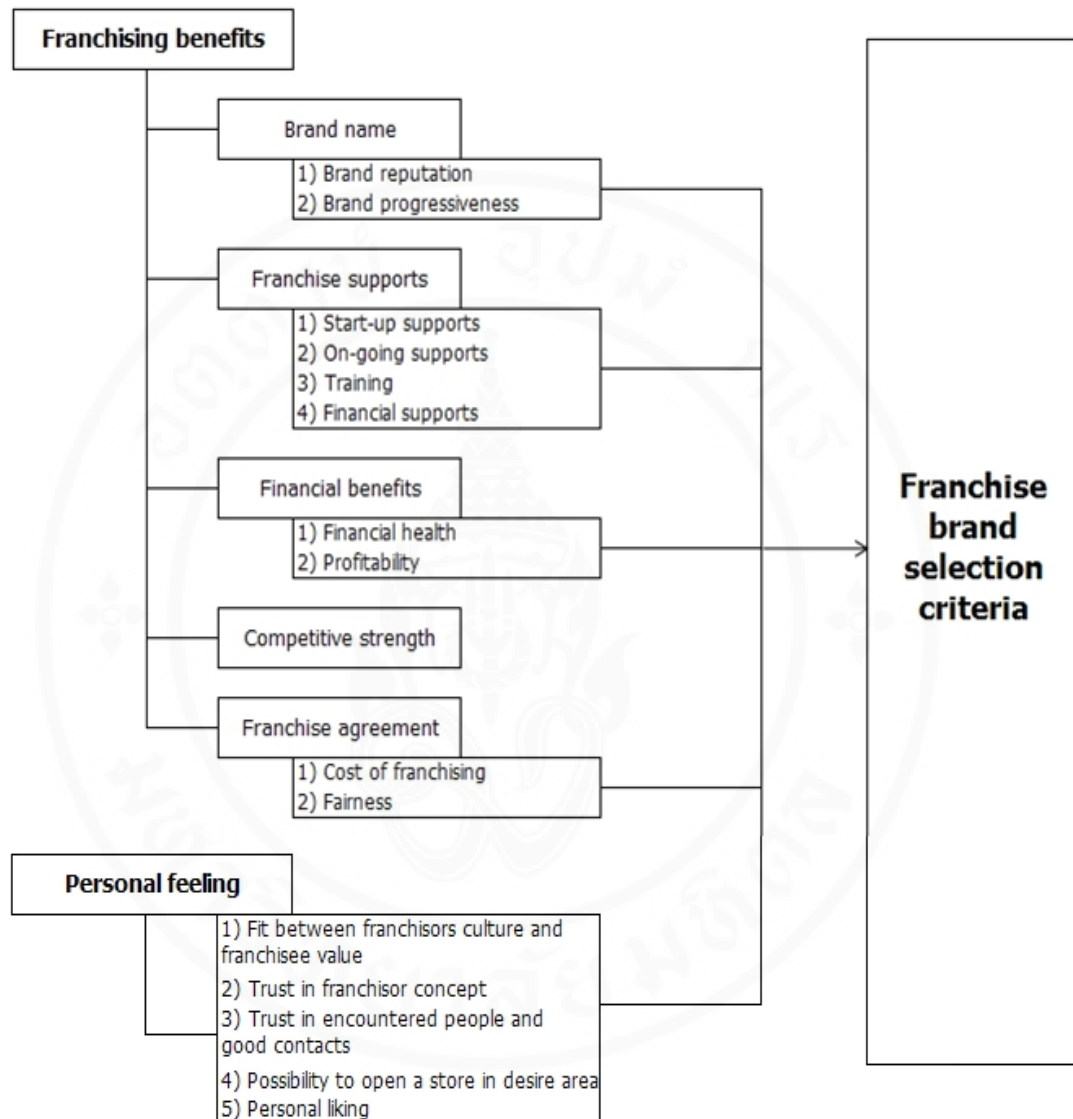 Franchising benefits
Brand name
1) Brand reputation
2) Brand progressiveness
Franchise supports
1) Start-up supports
2) On-going supports
3) Training
4) Financial supports
Financial benefits
1) Financial health
2) Profitability
Competitive strength
Franchise agreement
1) Cost of franchising
2) Fairness
Personal feeling
1) Fit between franchisors culture and
franchisee value
2) Trust in franchisor concept
3) Trust in encountered people and
good contacts
4) Possibility to open a store in desire area
5) Personal liking
Franchise
brand
selection
criteria